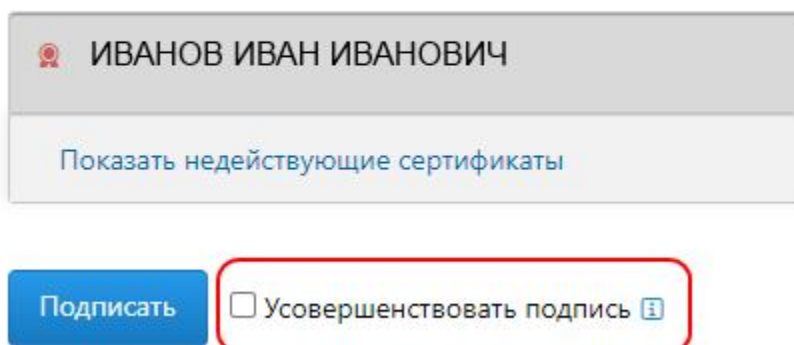 ИВАНОВ ИВАН ИВАНОВИЧ
Показать недействующие сертификаты
Подписать Усовершенствовать подпись